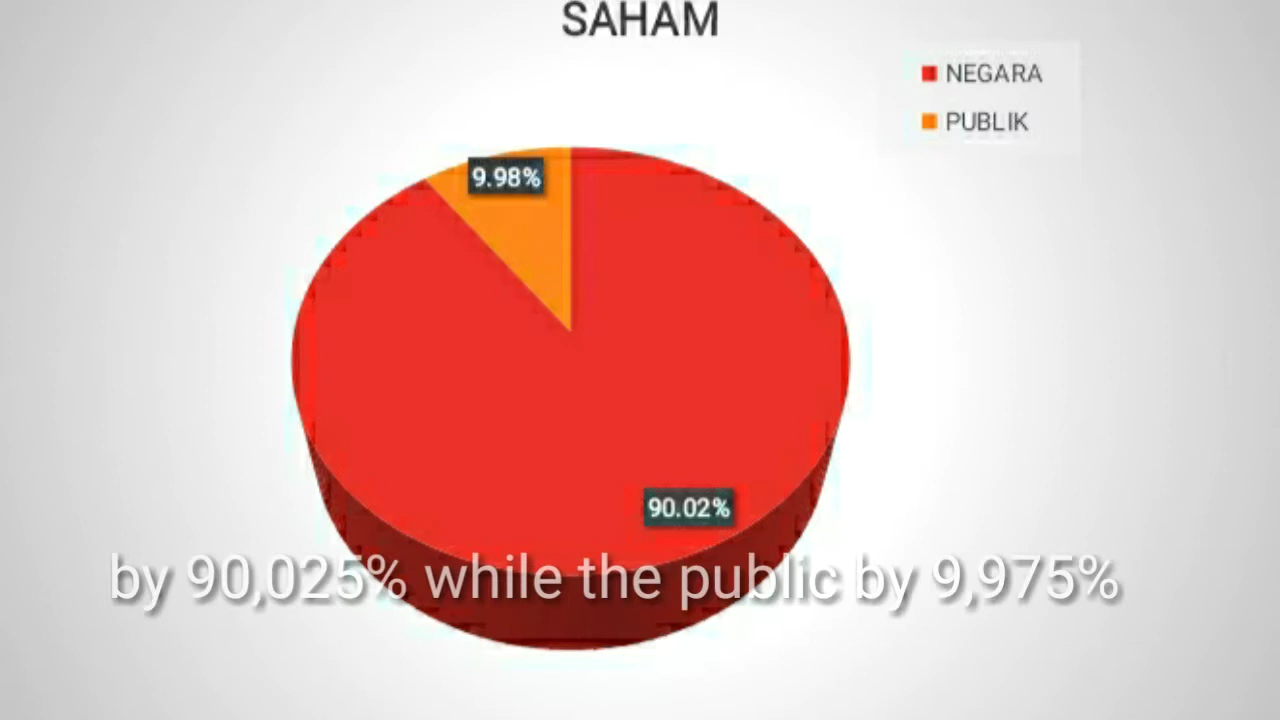 SAHAM
NEGARA
PUBLIK
9.98%
90.02%
by 90,025% while the public by 9,975%